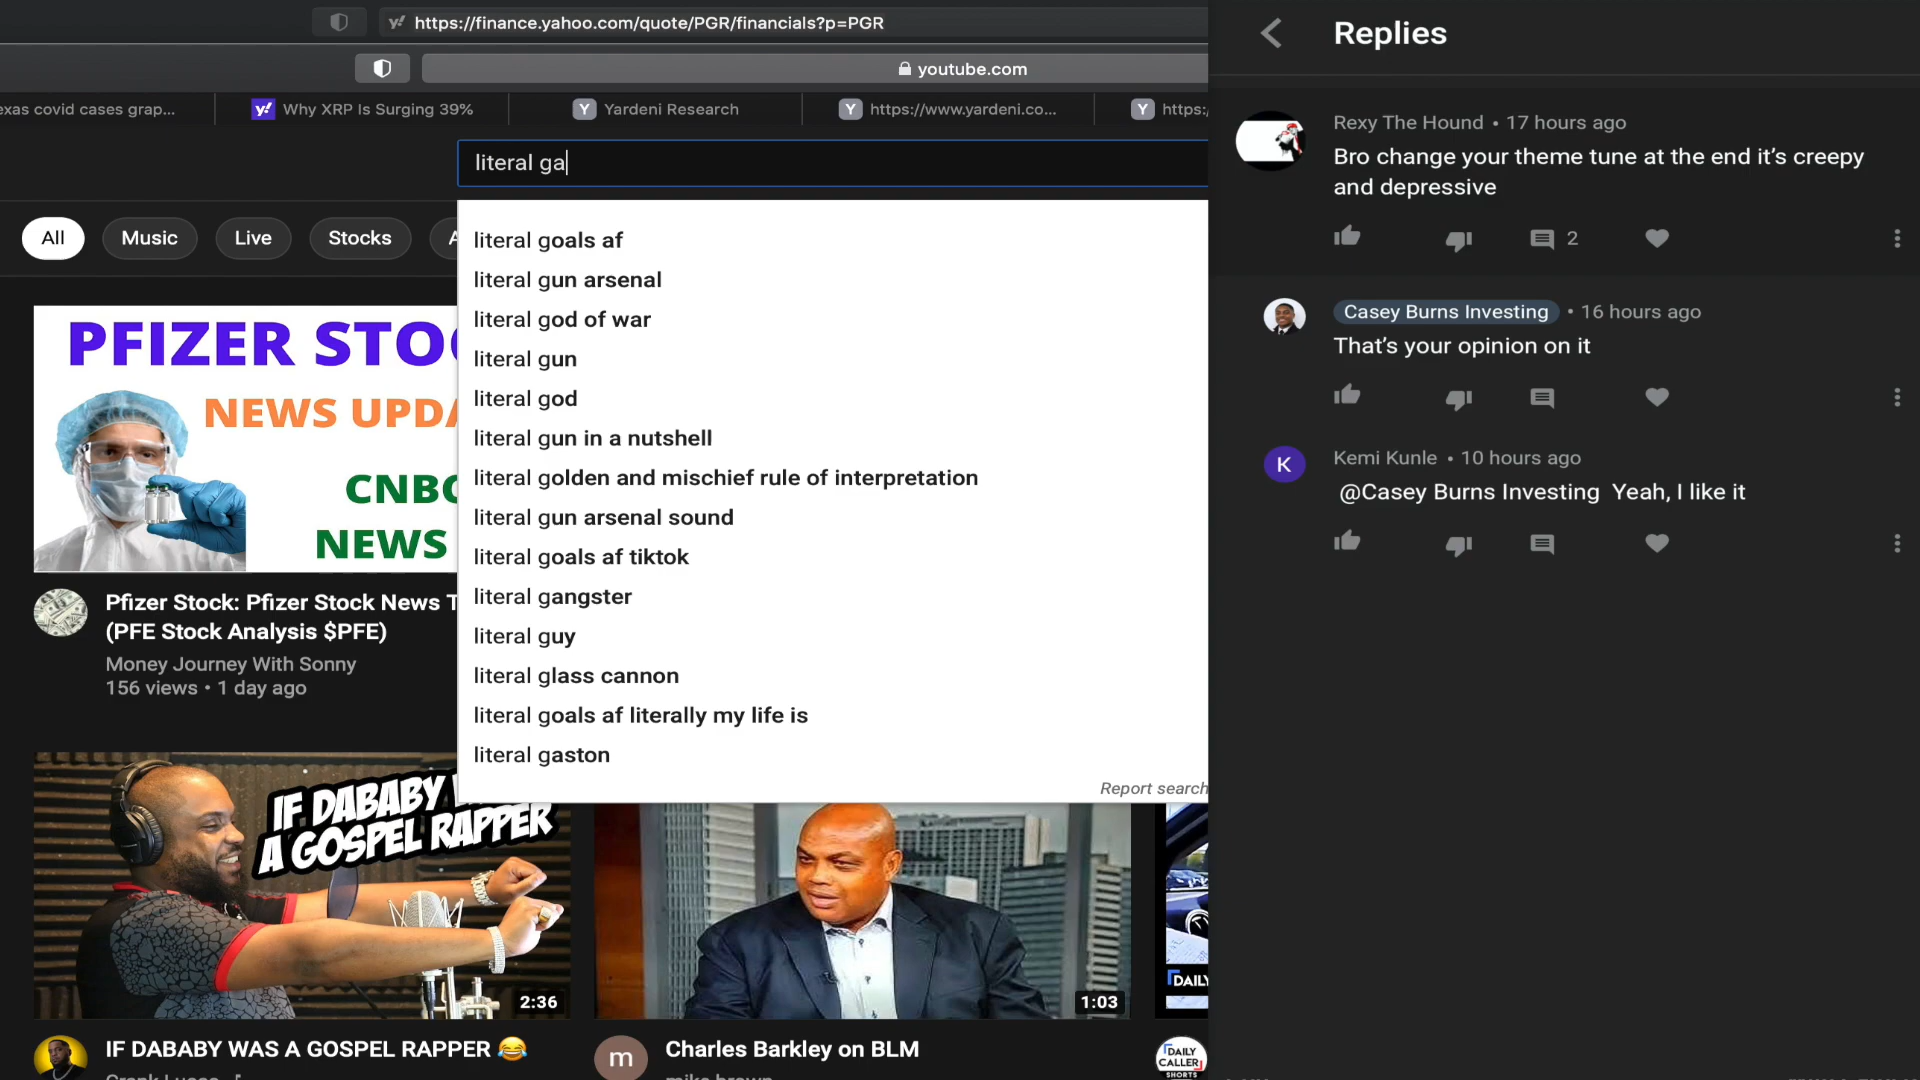 https://finance.yahoo.com/quote/PGR/financials?p=PGR
youtube.com
exas covid cases grap...
Why XRP Is Surging 39%
Yardeni Research
https://www.yardeni.co...
https:/
literal ga
All
Music
Live
Stocks
literal goals af
literal gun arsenal
literal god of war
literal gun
literal god
literal gun in a nutshell
literal golden and mischief rule of interpretation
literal gun arsenal sound
literal goals af tiktok
literal gangster
literal guy
literal glass cannon
literal goals af literally my life is
literal gaston
Report search
PFIZER STO
NEWS UPDA
CNBC
NEWS
Pfizer Stock: Pfizer Stock News T
(PFE Stock Analysis $PFE)
Money Journey With Sonny
156 views • 1 day ago
IF DABABY
A GOSPEL RAPPER
2:36
1:03
DAILY
IF DABABY WAS A GOSPEL RAPPER 😂
m
Charles Barkley on BLM
DAILY
CALLER
SHORTS
Replies
Rexy The Hound • 17 hours ago
Bro change your theme tune at the end it's creepy
and depressive
2
Casey Burns Investing • 16 hours ago
That's your opinion on it
K
Kemi Kunle • 10 hours ago
@Casey Burns Investing Yeah, I like it